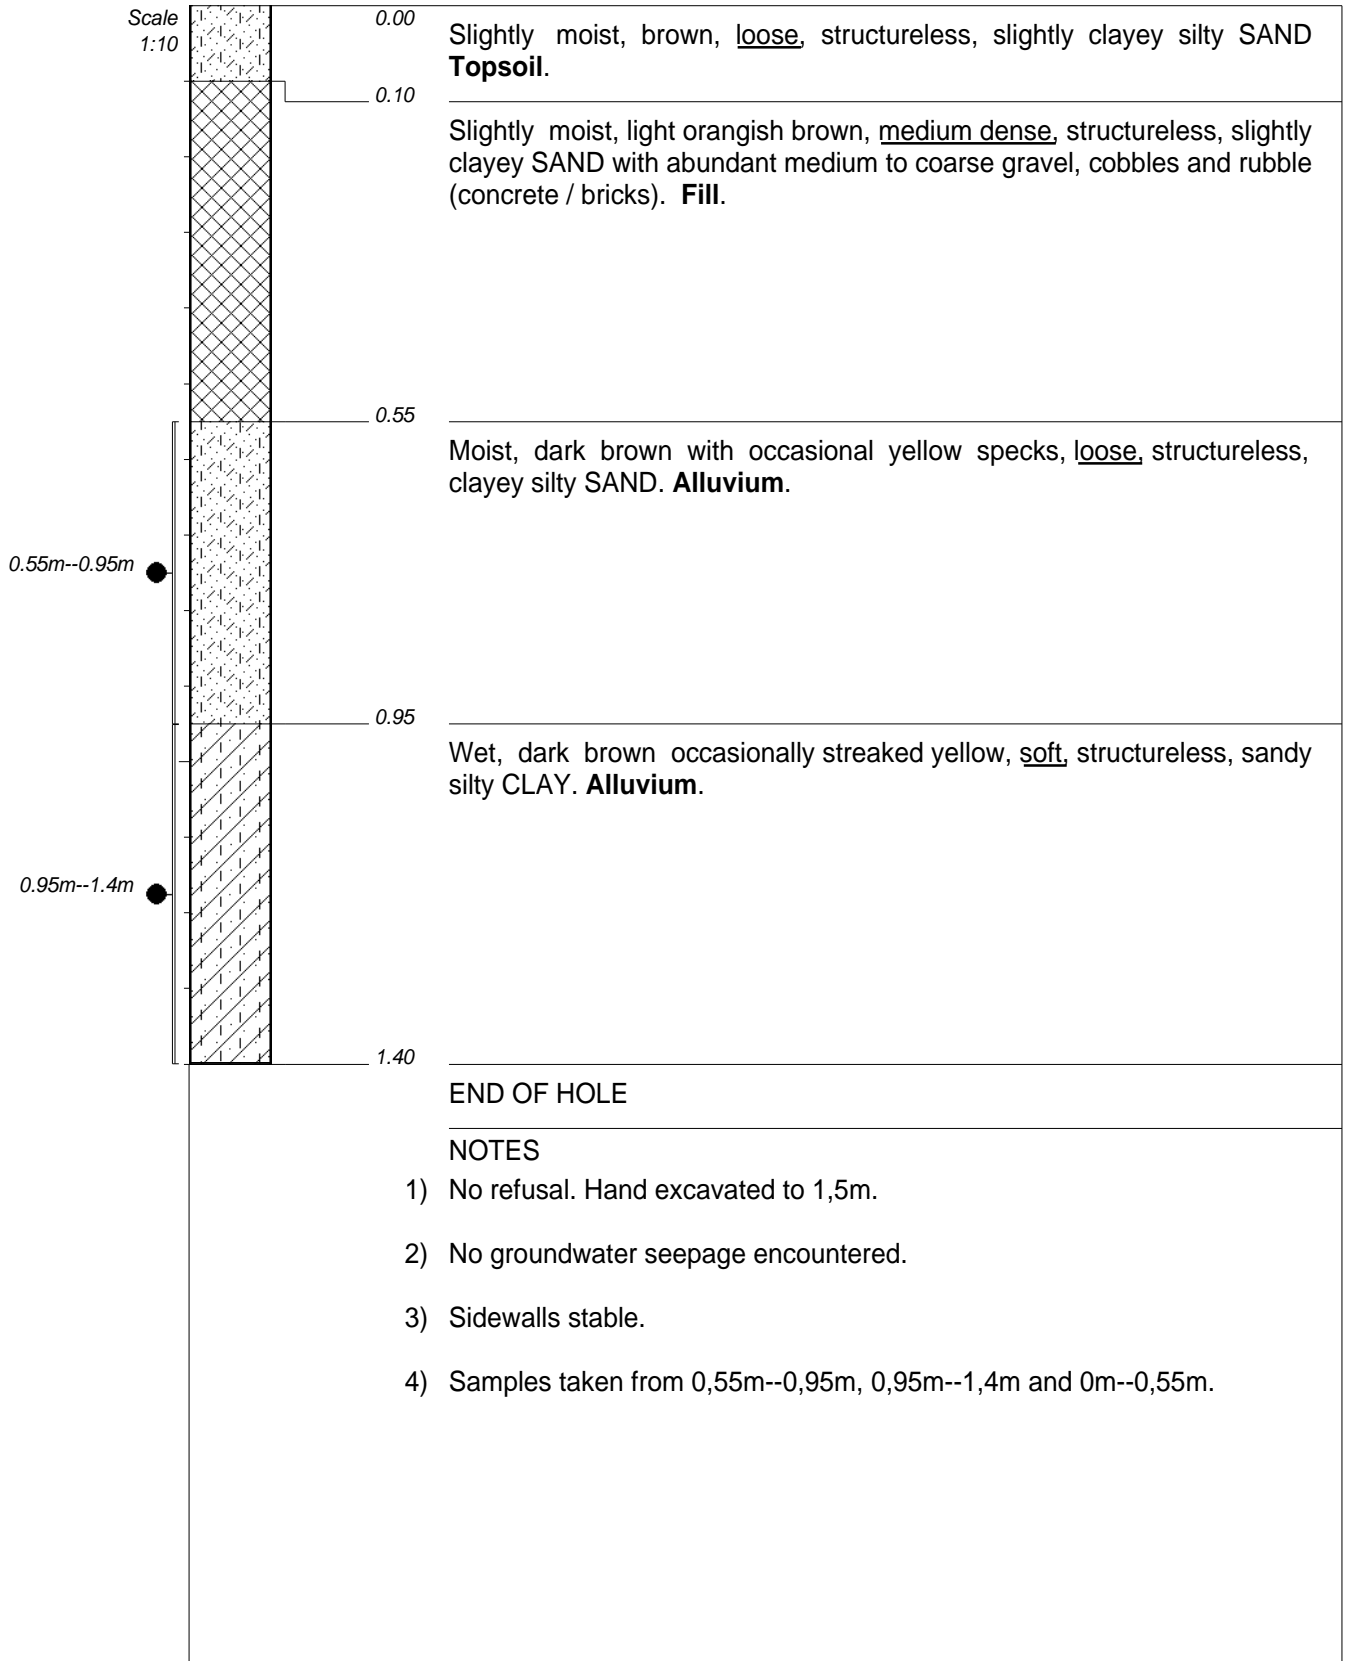 Scale
1:10
0.00
Slightly moist, brown, loose, structureless, slightly clayey silty SAND
Topsoil.
0.10
Slightly moist, light orangish brown, medium dense, structureless, slightly
clayey SAND with abundant medium to coarse gravel, cobbles and rubble
(concrete / bricks). Fill.
0.55
Moist, dark brown with occasional yellow specks, loose, structureless,
clayey silty SAND. Alluvium.
0.55m--0.95m
0.95
Wet, dark brown occasionally streaked yellow, soft, structureless, sandy
silty CLAY. Alluvium.
0.95m--1.4m
1.40
END OF HOLE
NOTES
1) No refusal. Hand excavated to 1,5m.
2) No groundwater seepage encountered.
3) Sidewalls stable.
4) Samples taken from 0,55m--0,95m, 0,95m--1,4m and 0m--0,55m.